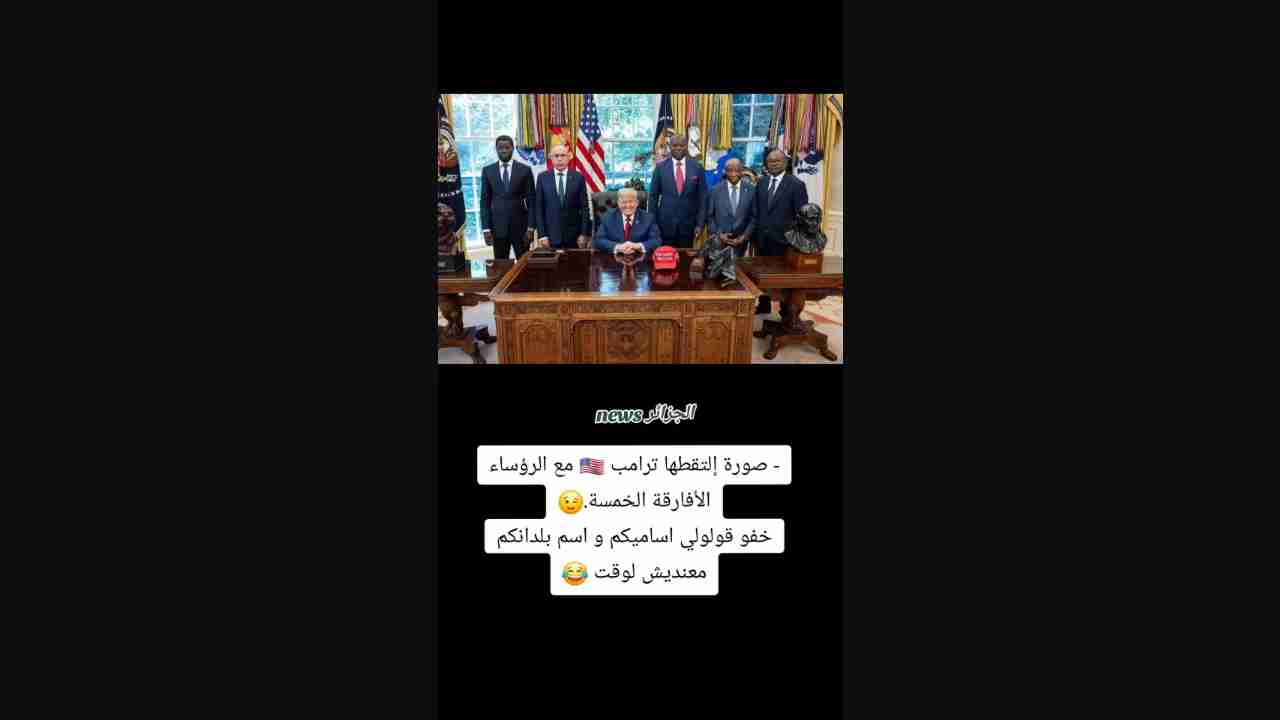 الجزائر news
- صورة إلتقطها ترامب 🇺🇸 مع الرؤساء
الأفارقة الخمسة.😉
خفو قولولي اساميكم و اسم بلدانكم
معنديش لوقت 😂